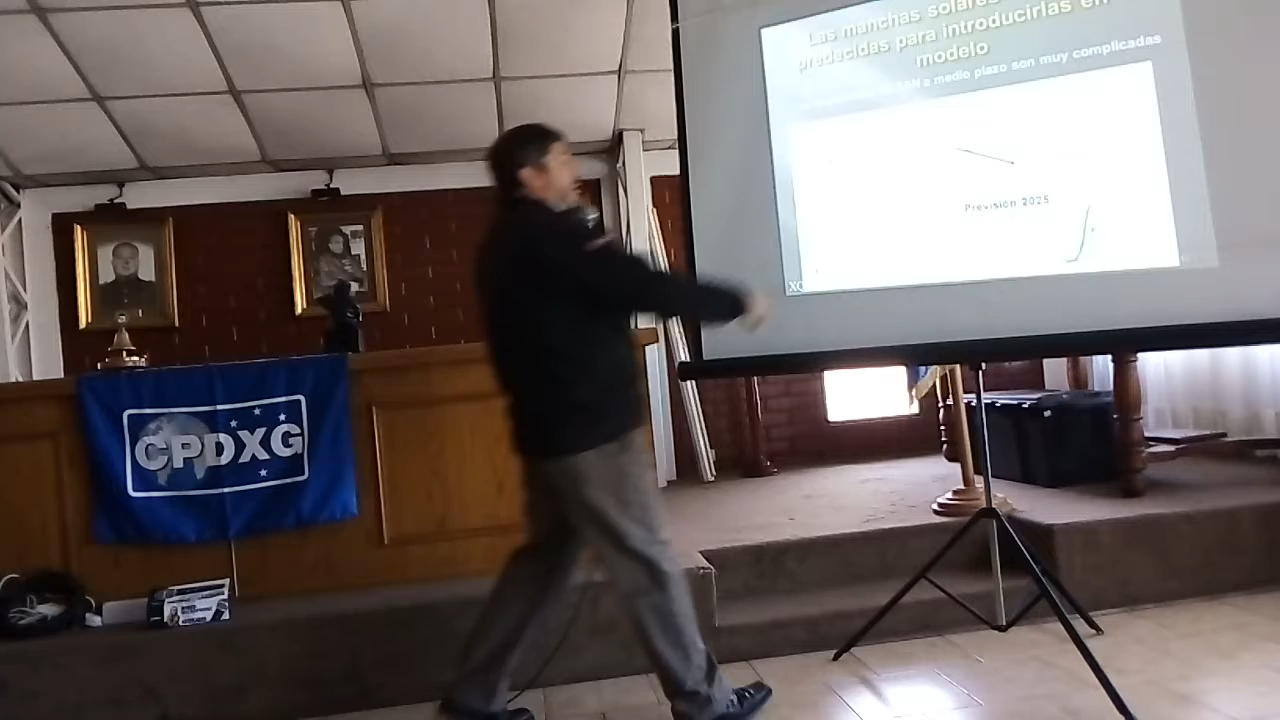 Las manchas solares
predecidas para introducirlas en
modelo
a medio plazo son muy complicadas
Previsión 2025
CPDXG